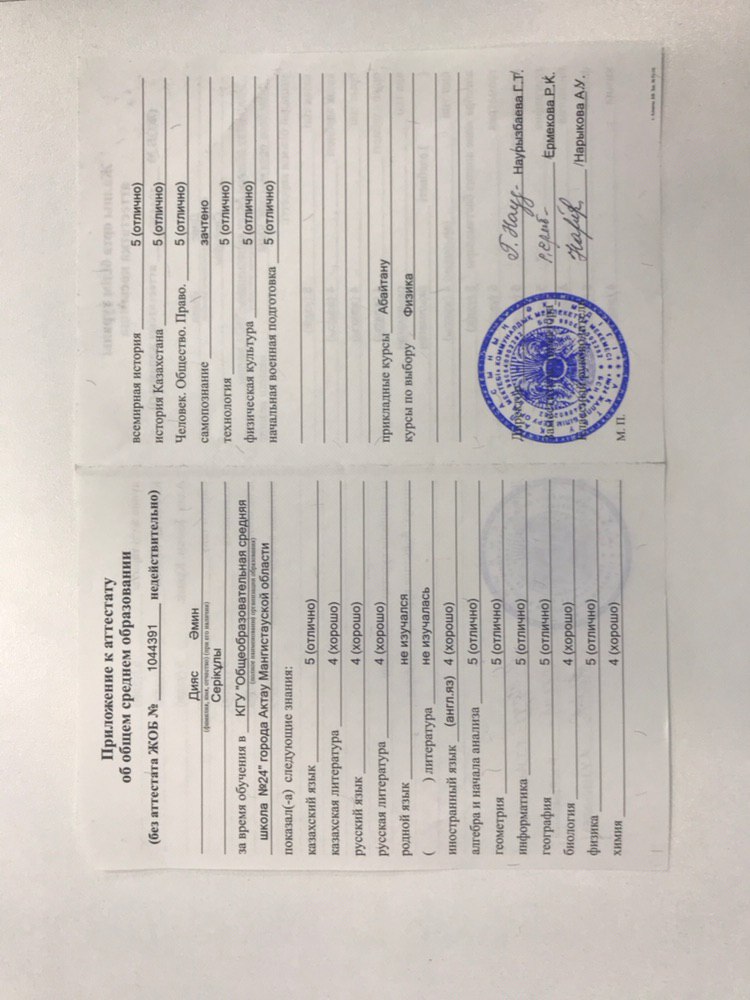 Приложение к аттестату
об общем среднем образовании
(без аттестата ЖОБ № 1044391 недействительно)
Дияс Әмин
(фамилия, имя, отчество) (при его наличии)
Серікұлы
за время обучения в КГУ "Общеобразовательная средняя
(полное наименование организации образования)
школа №24" города Актау Мангистауской области
показал(-а) следующие знания:
казахский язык 5 (отлично)
казахская литература 4 (хорошо)
русский язык 4 (хорошо)
русская литература 4 (хорошо)
родной язык не изучался
( ) литература не изучалась
иностранный язык (англ.яз) 4 (хорошо)
алгебра и начала анализа 5 (отлично)
геометрия 5 (отлично)
информатика 5 (отлично)
география 5 (отлично)
биология 4 (хорошо)
физика 5 (отлично)
химия 4 (хорошо)
всемирная история 5 (отлично)
история Казахстана 5 (отлично)
Человек. Общество. Право. 5 (отлично)
самопознание зачтено
технология 5 (отлично)
физическая культура 5 (отлично)
начальная военная подготовка 5 (отлично)
прикладные курсы Абайтану
курсы по выбору Физика
Директор Наурызбаева Г.Т.
Ермекова Р.К.
/Нарыкова А.У.
М. П.